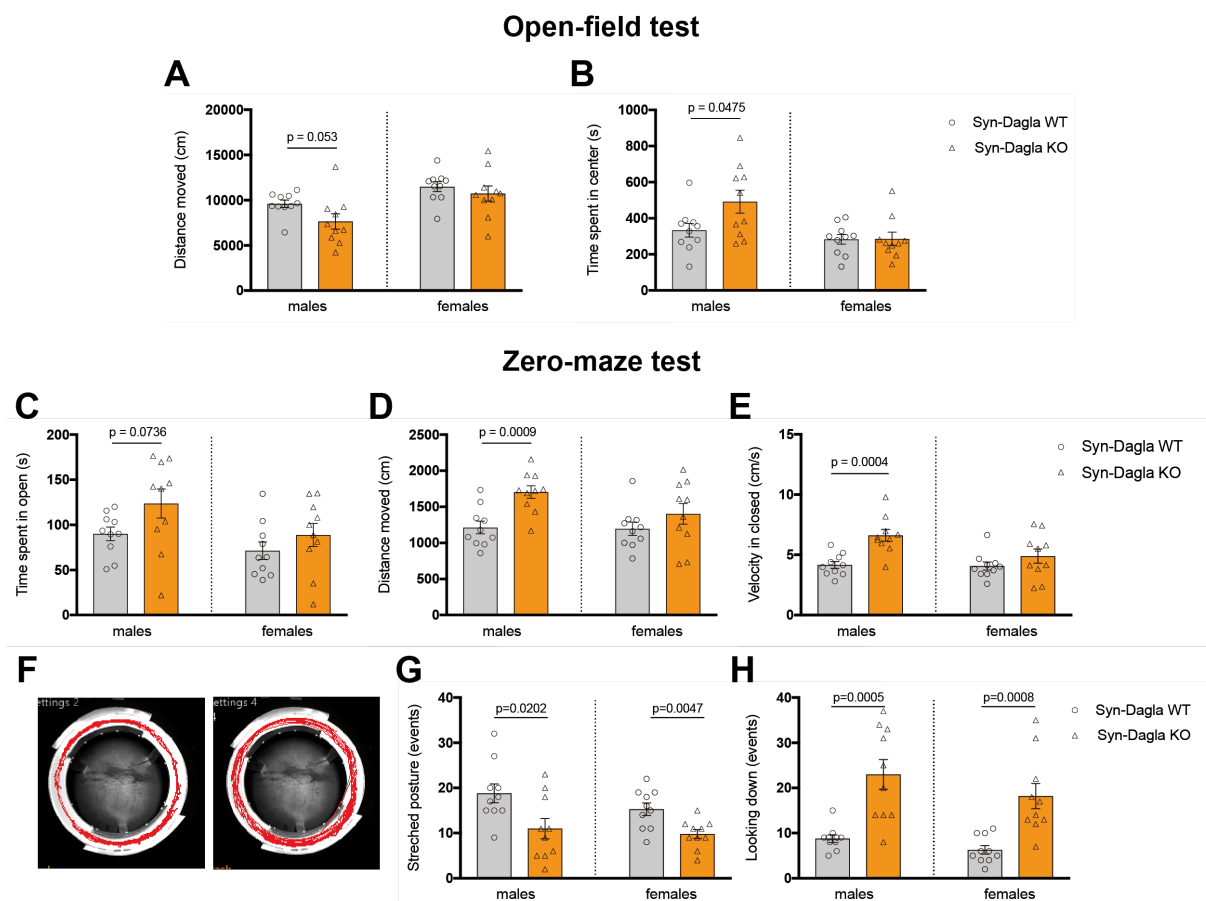 Open-field test
A
B
Distance moved (cm)
20000
15000
10000
5000
0
p = 0.053
males
females
Time spent in center (s)
1000
800
600
400
200
0
p = 0.0475
males
females
Syn-Dagla WT
Syn-Dagla KO
Zero-maze test
C
D
E
Time spent in open (s)
200
150
100
50
0
p = 0.0736
males
females
Distance moved (cm)
2500
2000
1500
1000
500
0
p = 0.0009
males
females
Velocity in closed (cm/s)
15
10
5
0
p = 0.0004
males
females
Syn-Dagla WT
Syn-Dagla KO
F
G
H
ettings 2
ettings 4
Streched posture (events)
40
30
20
10
0
p=0.0202
p=0.0047
males
females
Looking down (events)
40
30
20
10
0
p=0.0005
p=0.0008
males
females
Syn-Dagla WT
Syn-Dagla KO